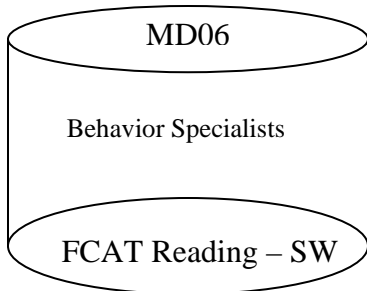 MD06
Behavior Specialists
FCAT Reading – SW